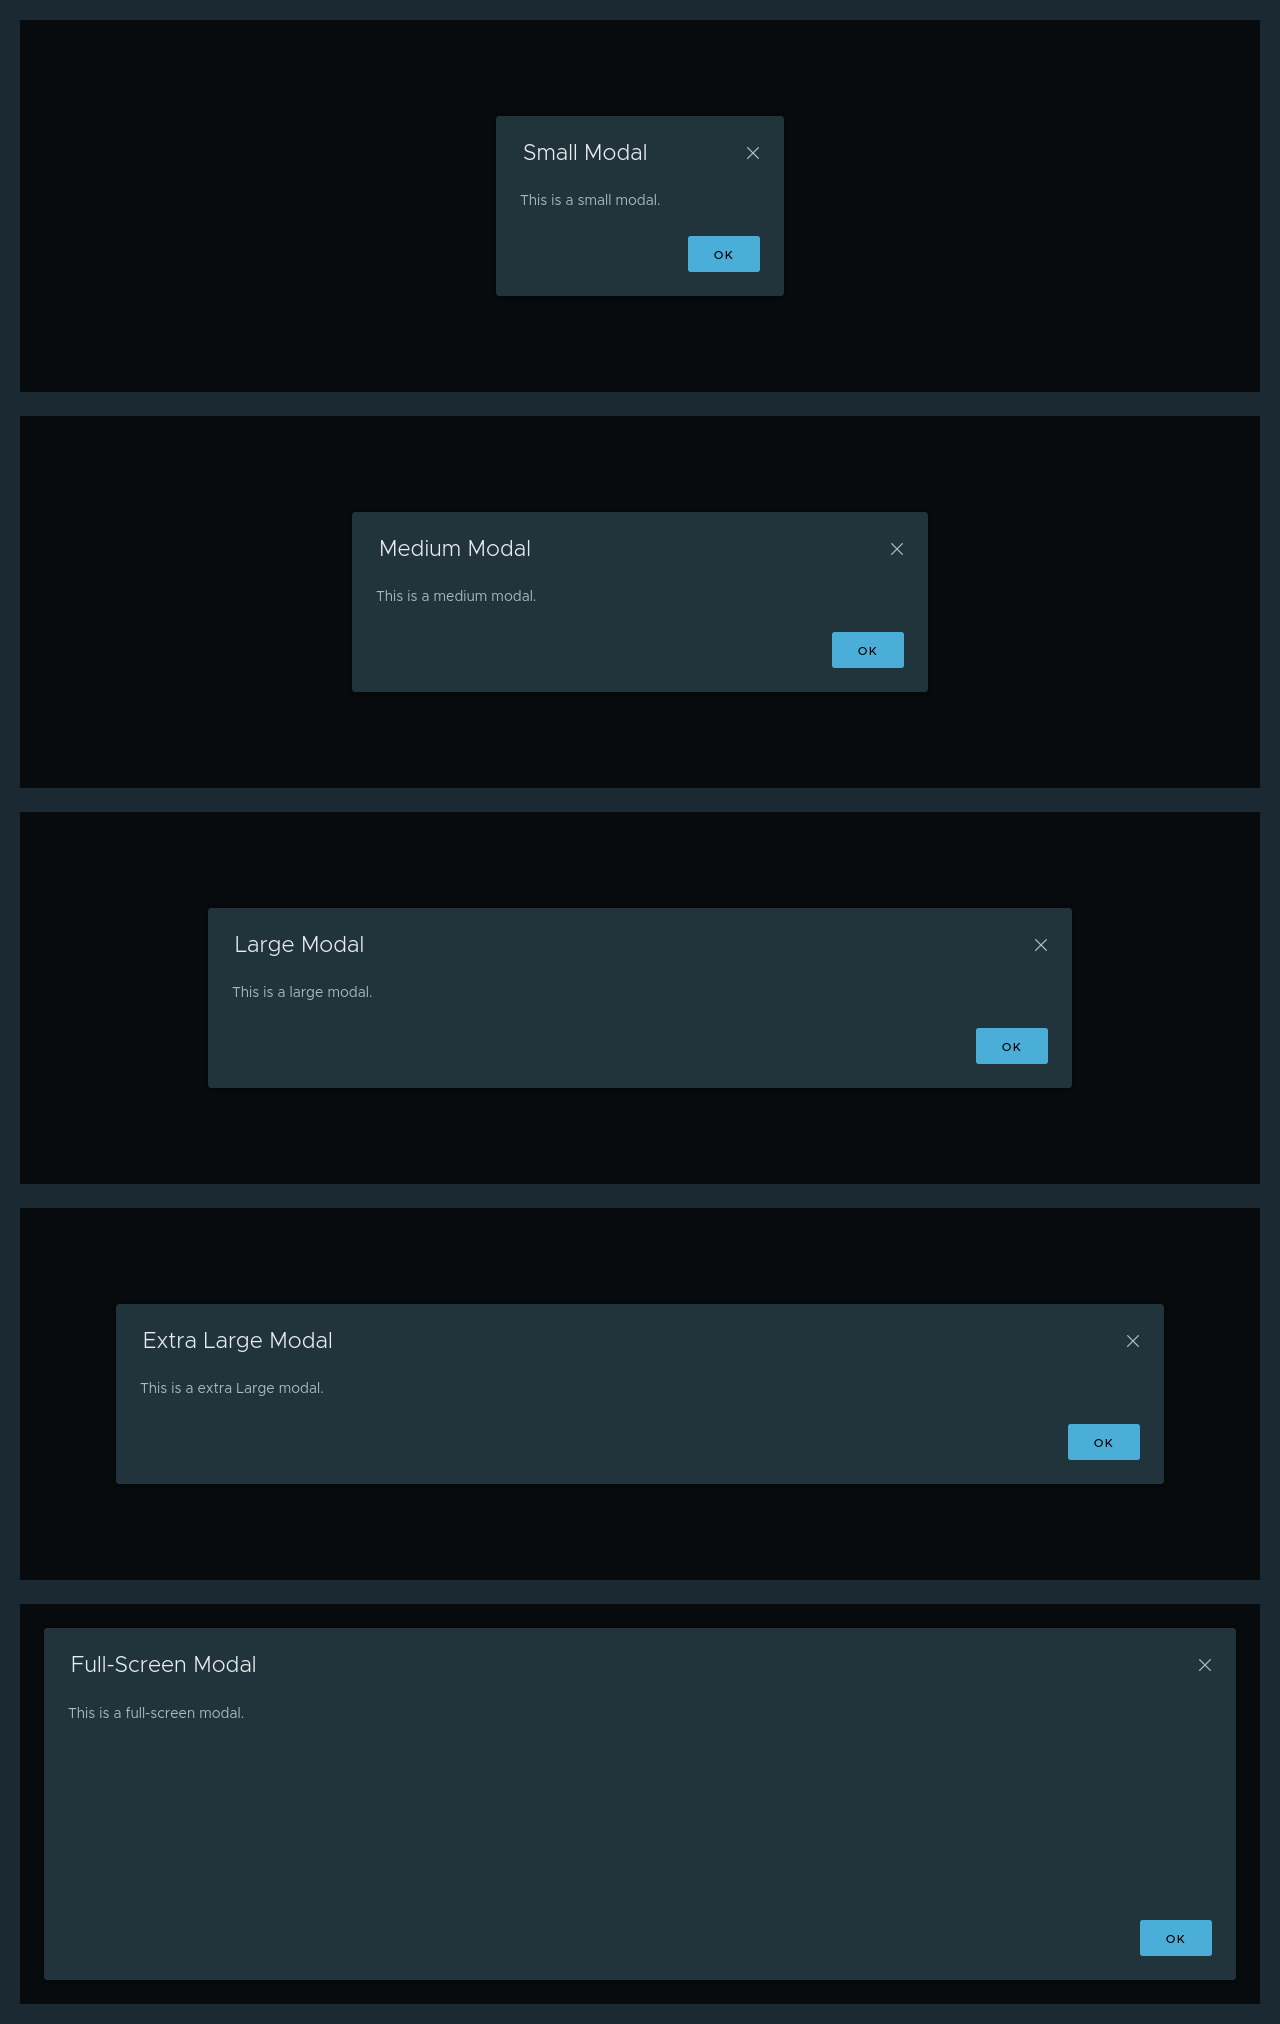 Small Modal
This is a small modal.
OK
Medium Modal
This is a medium modal.
OK
Large Modal
This is a large modal.
OK
Extra Large Modal
This is a extra Large modal.
OK
Full-Screen Modal
This is a full-screen modal.
OK